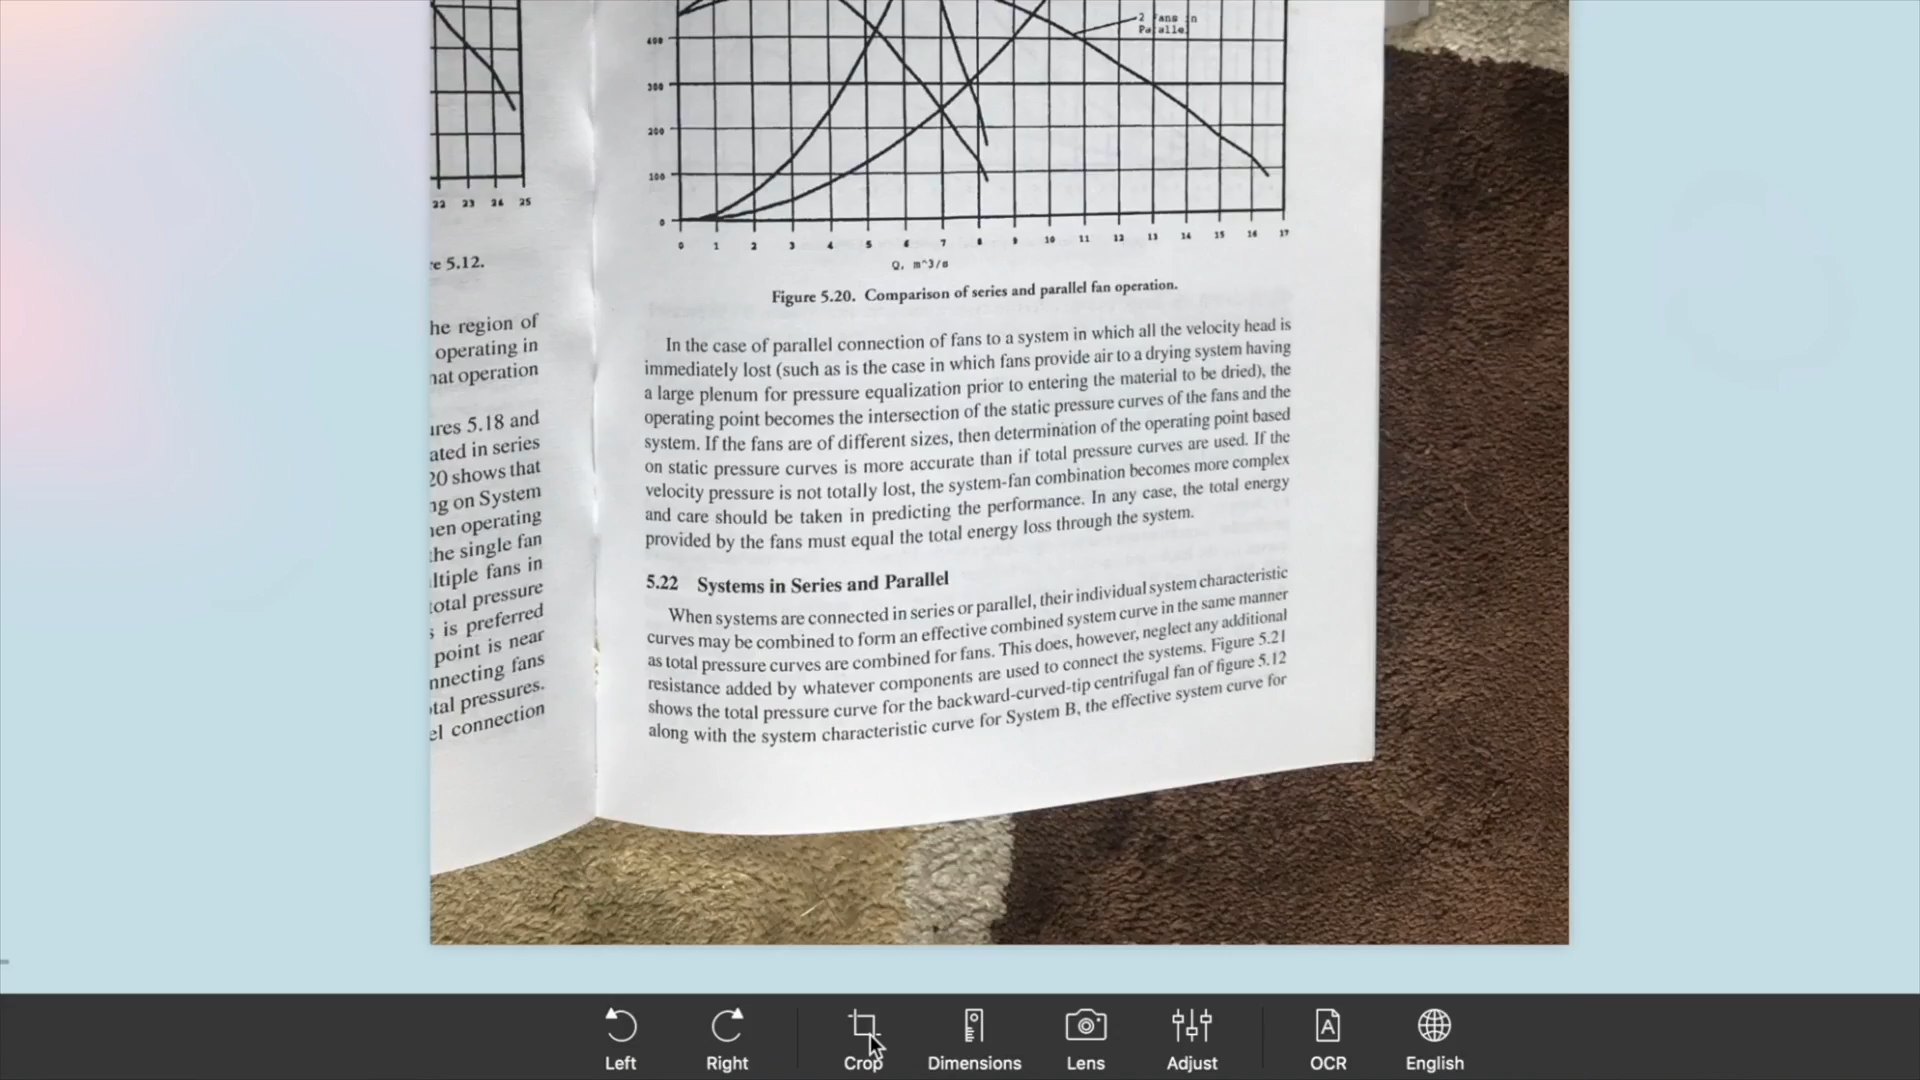 22 23 24 25
e 5.12.
he region of
operating in
hat operation
ures 5.18 and
ated in series
20 shows that
ng on System
hen operating
the single fan
ltiple fans in
total pressure
s is preferred
point is near
nnecting fans
tal pressures.
el connection
2 Fans in
Parallel
400
300
200
100
0
0 1 2 3 4 5 6 7 8 9 10 11 12 13 14 15 16 17
Q, m^3/s
Figure 5.20. Comparison of series and parallel fan operation.
In the case of parallel connection of fans to a system in which all the velocity head is
immediately lost (such as is the case in which fans provide air to a drying system having
a large plenum for pressure equalization prior to entering the material to be dried), the
operating point becomes the intersection of the static pressure curves of the fans and the
system. If the fans are of different sizes, then determination of the operating point based
on static pressure curves is more accurate than if total pressure curves are used. If the
velocity pressure is not totally lost, the system-fan combination becomes more complex
and care should be taken in predicting the performance. In any case, the total energy
provided by the fans must equal the total energy loss through the system.
5.22 Systems in Series and Parallel
When systems are connected in series or parallel, their individual system characteristic
curves may be combined to form an effective combined system curve in the same manner
as total pressure curves are combined for fans. This does, however, neglect any additional
resistance added by whatever components are used to connect the systems. Figure 5.21
shows the total pressure curve for the backward-curved-tip centrifugal fan of figure 5.12
along with the system characteristic curve for System B, the effective system curve for
Left Right Crop Dimensions Lens Adjust OCR English